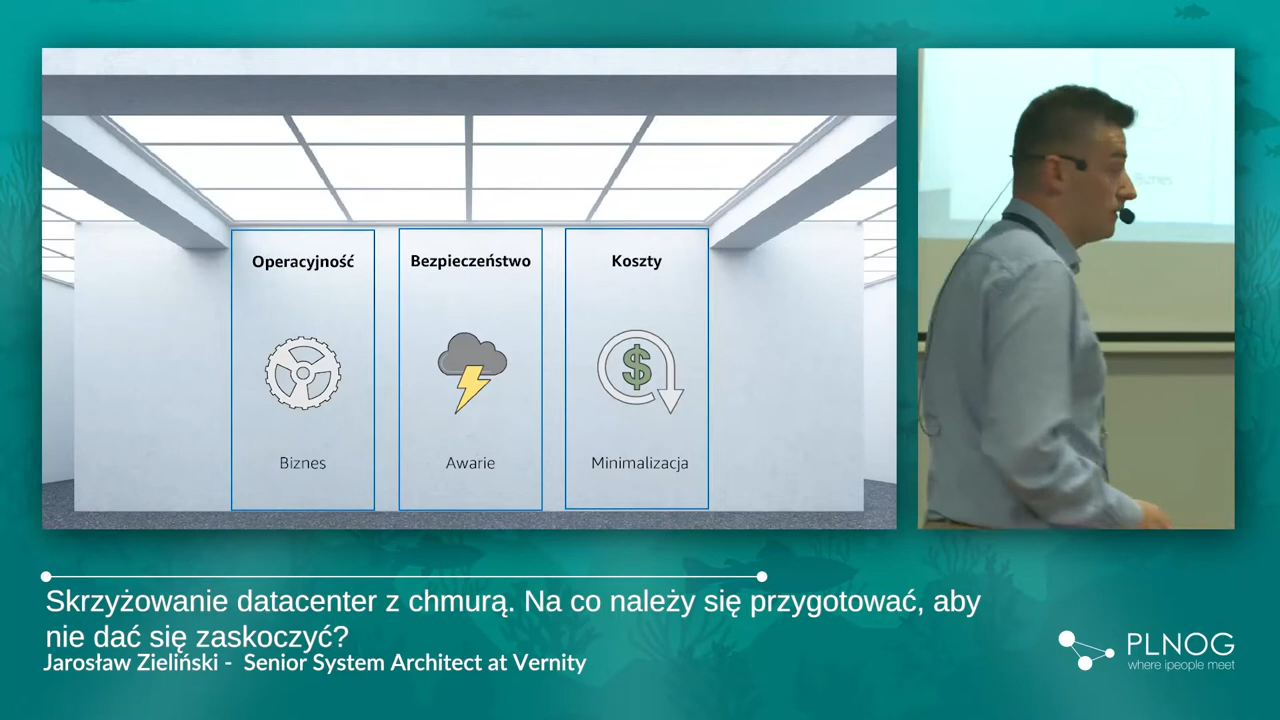 Operacyjność
Bezpieczeństwo
Koszty
Biznes
Awarie
Minimalizacja
Biznes
Skrzyżowanie datacenter z chmurą. Na co należy się przygotować, aby
nie dać się zaskoczyć?
Jarosław Zieliński - Senior System Architect at Vernity
PLNOG
where ipeople meet